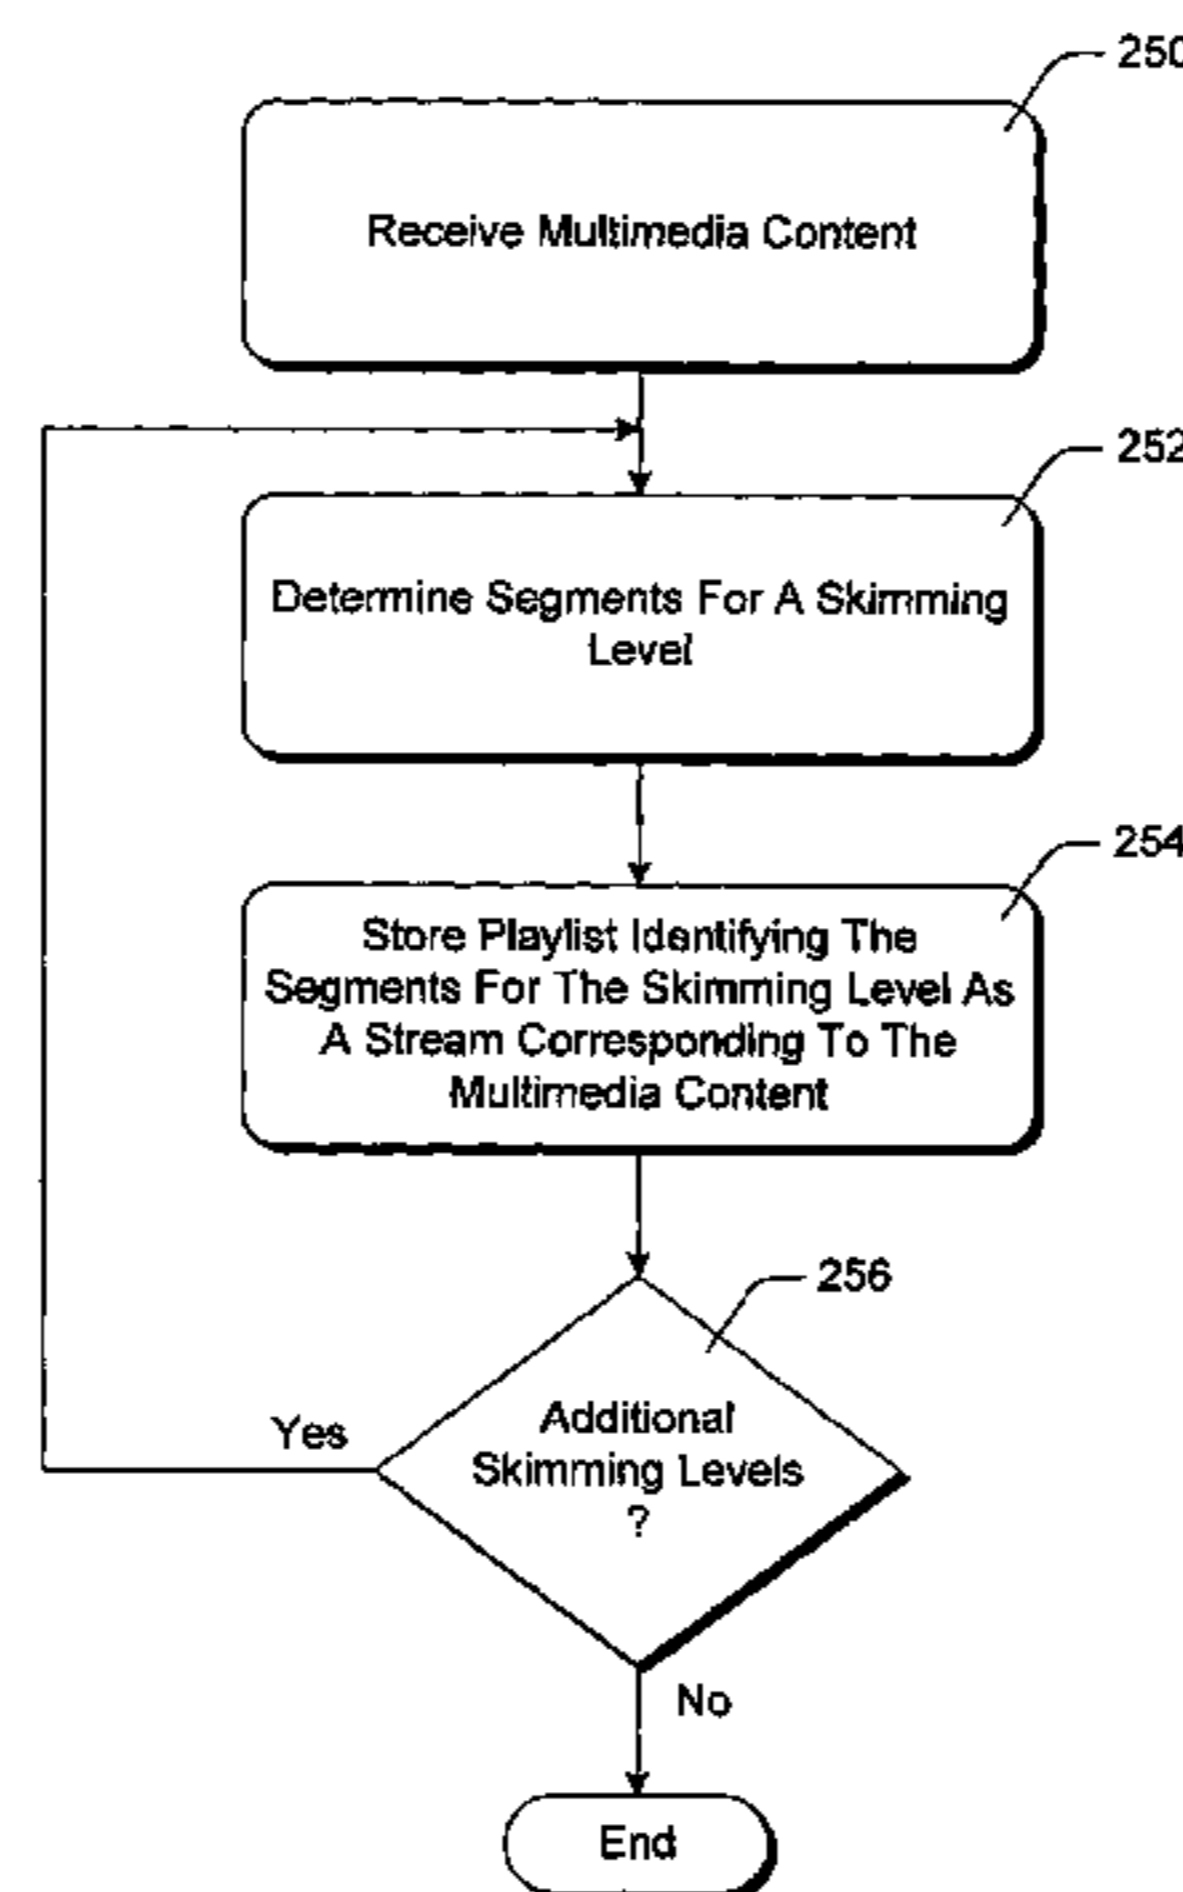 250
Receive Multimedia Content
252
Determine Segments For A Skimming
Level
254
Store Playlist Identifying The
Segments For The Skimming Level As
A Stream Corresponding To The
Multimedia Content
256
Additional
Skimming Levels
?
Yes
No
End